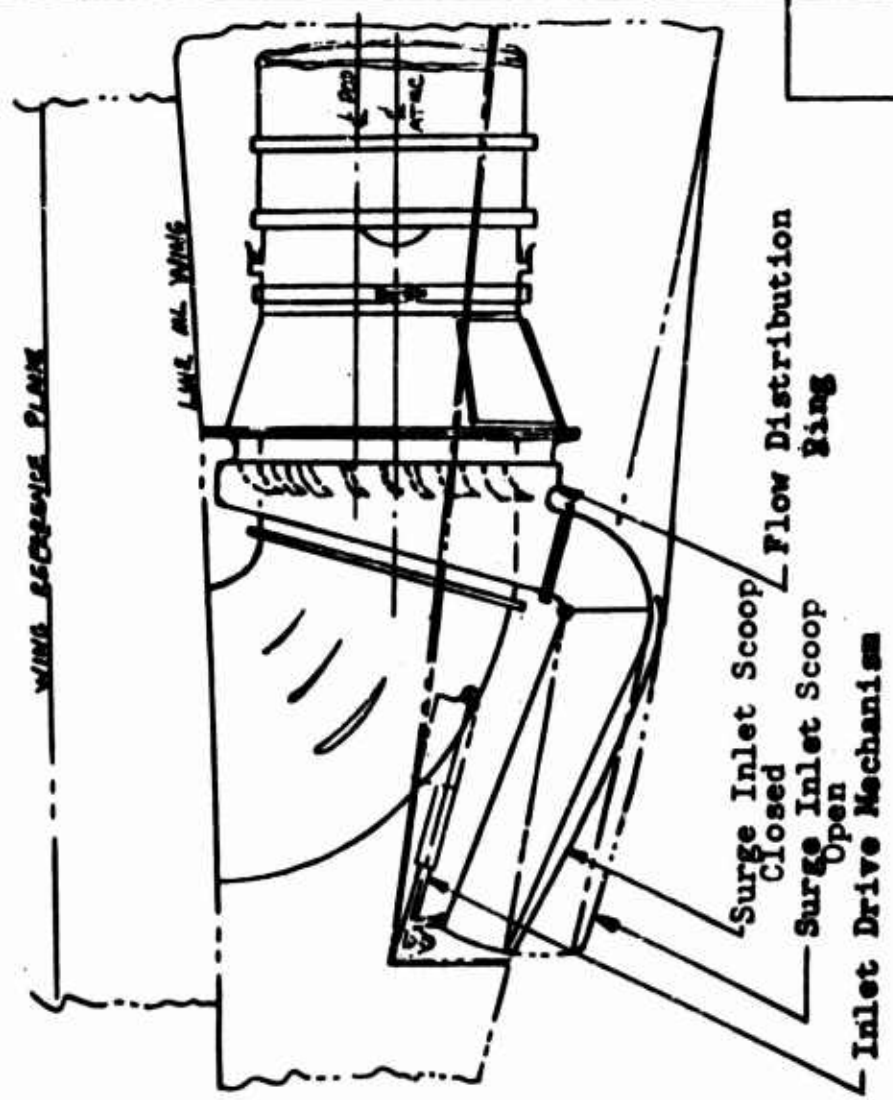 WING REFERENCE PLANE
LWR ML WING
POD
Surge Inlet Scoop
Closed
Surge Inlet Scoop
Open
Inlet Drive Mechanism
Flow Distribution
Ring